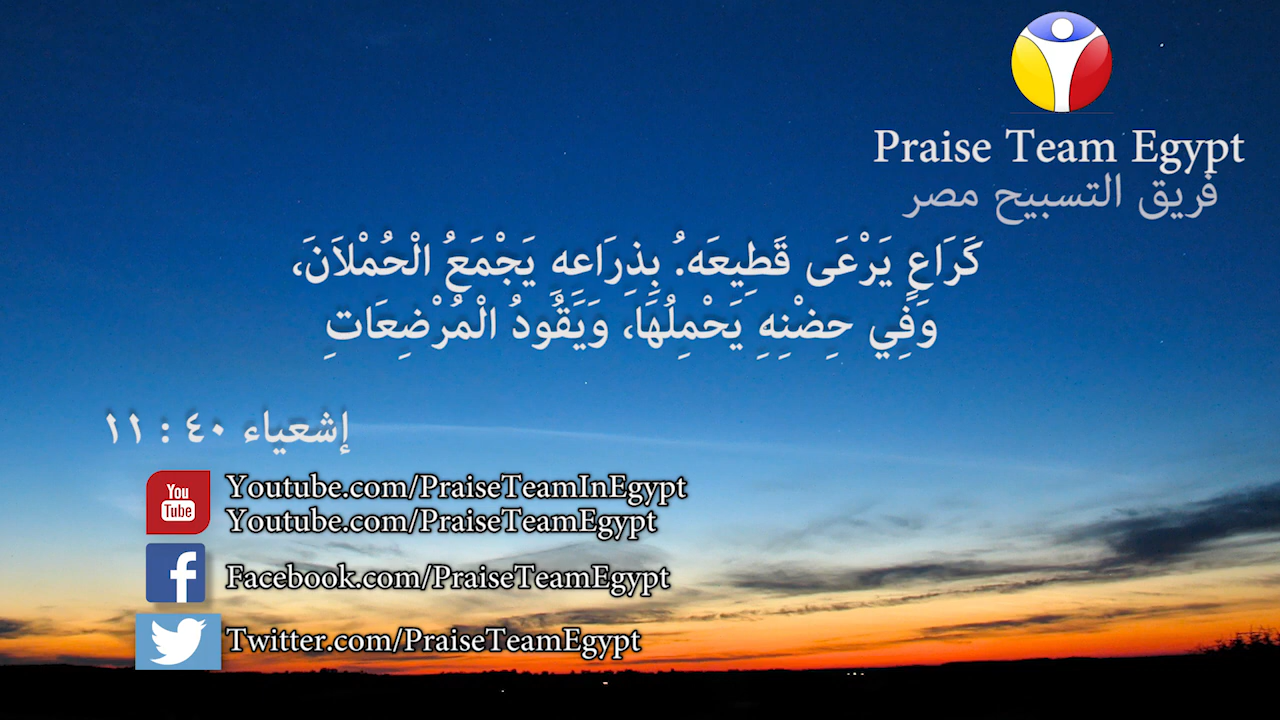 Praise Team Egypt
فريق التسبيح مصر
كَرَاعٍ يَرْعَى قَطِيعَه. بِذِرَاعِه يَجْمَعُ الْحُمْلاَنَ،
وَفِي حِضْنِهِ يَحْمِلُهَا، وَيَقُودُ الْمُرْضِعَاتِ
إشعياء ٤٠ : ١١
You Tube
Youtube.com/PraiseTeamInEgypt
Youtube.com/PraiseTeamEgypt
f
Facebook.com/PraiseTeamEgypt
Twitter.com/PraiseTeamEgypt